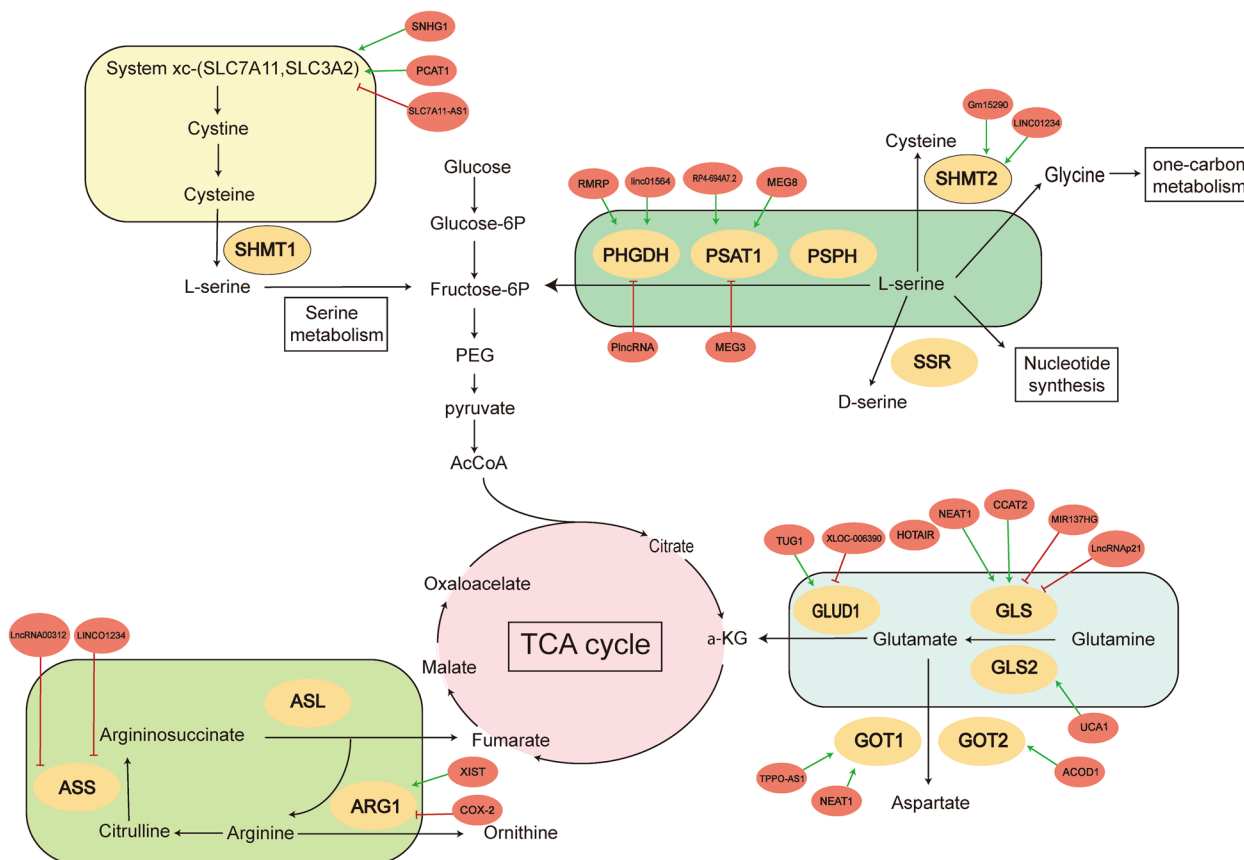 SNHG1
System xc-(SLC7A11,SLC3A2)
PCAT1
SLC7A11-AS1
Cystine
Cysteine
SHMT1
L-serine
Serine
metabolism
Glucose
Glucose-6P
Fructose-6P
PEG
pyruvate
AcCoA
RMRP
linc01564
RP4-694A7.2
MEG8
PHGDH
PSAT1
PSPH
PlncRNA
MEG3
Gm15290
LINC01234
Cysteine
SHMT2
Glycine
one-carbon
metabolism
L-serine
SSR
D-serine
Nucleotide
synthesis
Citrate
Oxaloacelate
TCA cycle
a-KG
Malate
Fumarate
TUG1
XLOC-006390
HOTAIR
NEAT1
CCAT2
MIR137HG
LncRNAp21
GLUD1
GLS
Glutamate
Glutamine
GLS2
UCA1
GOT1
GOT2
TPPO-AS1
NEAT1
ACOD1
Aspartate
LncRNA00312
LINCO1234
ASL
Argininosuccinate
ASS
XIST
ARG1
COX-2
Citrulline
Arginine
Ornithine